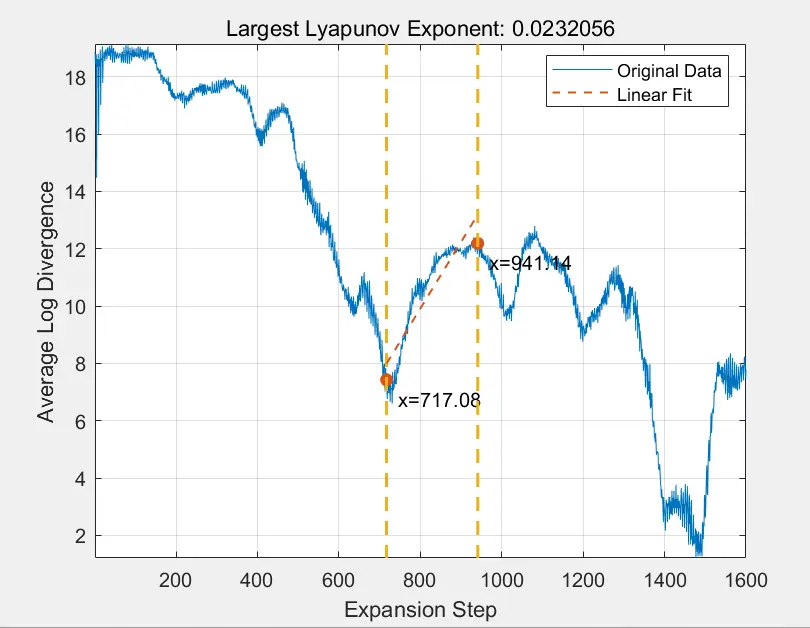 Largest Lyapunov Exponent: 0.0232056
Original Data
Linear Fit
18
16
14
12
10
8
6
4
2
Average Log Divergence
x=941.14
x=717.08
200 400 600 800 1000 1200 1400 1600
Expansion Step